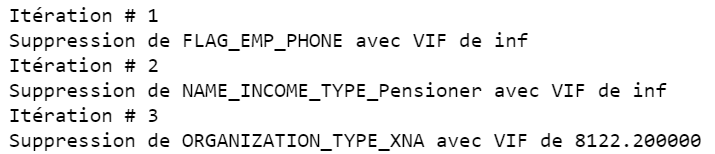 Itération # 1
Suppression de FLAG_EMP_PHONE avec VIF de inf
Itération # 2
Suppression de NAME_INCOME_TYPE_Pensioner avec VIF de inf
Itération # 3
Suppression de ORGANIZATION_TYPE_XNA avec VIF de 8122.200000